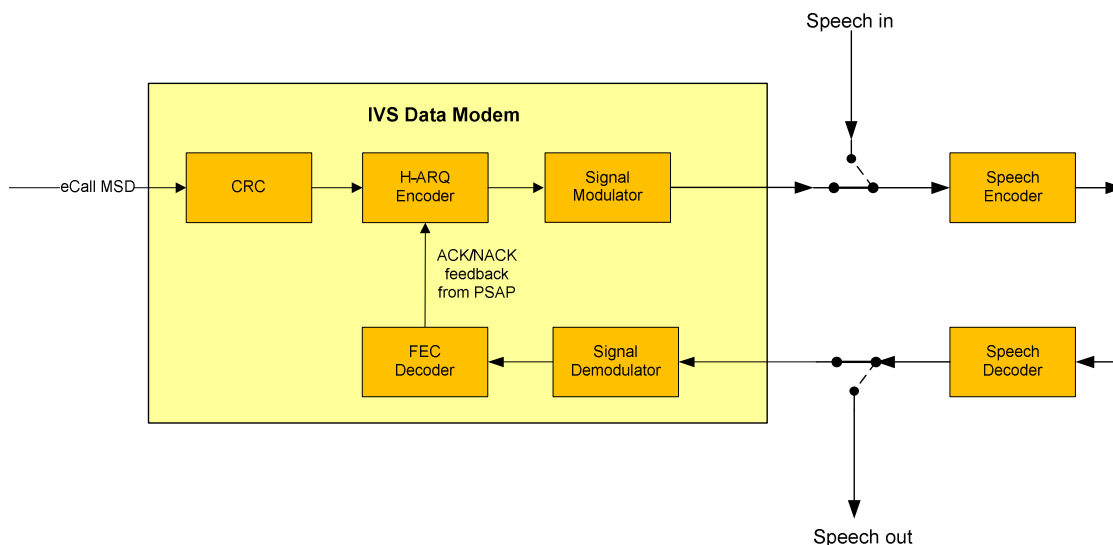 Speech in
IVS Data Modem
eCall MSD
CRC
H-ARQ
Encoder
Signal
Modulator
Speech
Encoder
ACK/NACK
feedback
from PSAP
FEC
Decoder
Signal
Demodulator
Speech
Decoder
Speech out